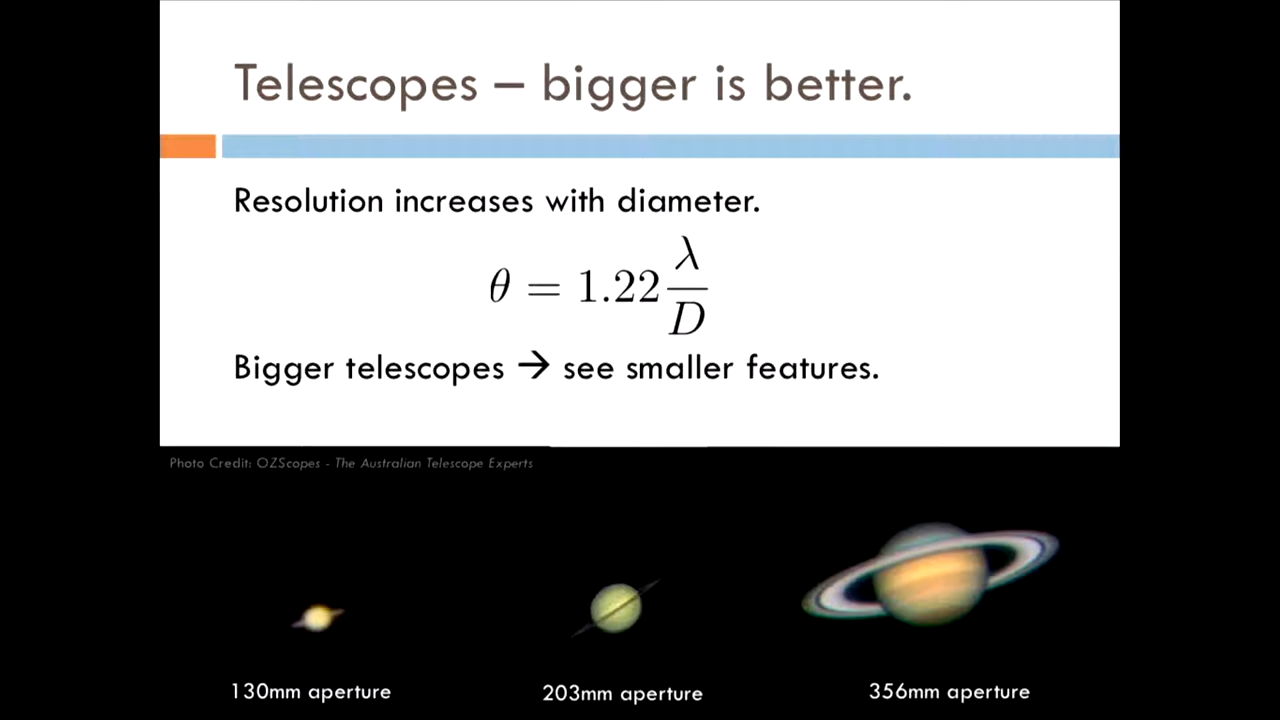 Telescopes – bigger is better.
Resolution increases with diameter.
θ = 1.22 λ/D
Bigger telescopes → see smaller features.
Photo Credit: OZScopes - The Australian Telescope Experts
130mm aperture
203mm aperture
356mm aperture